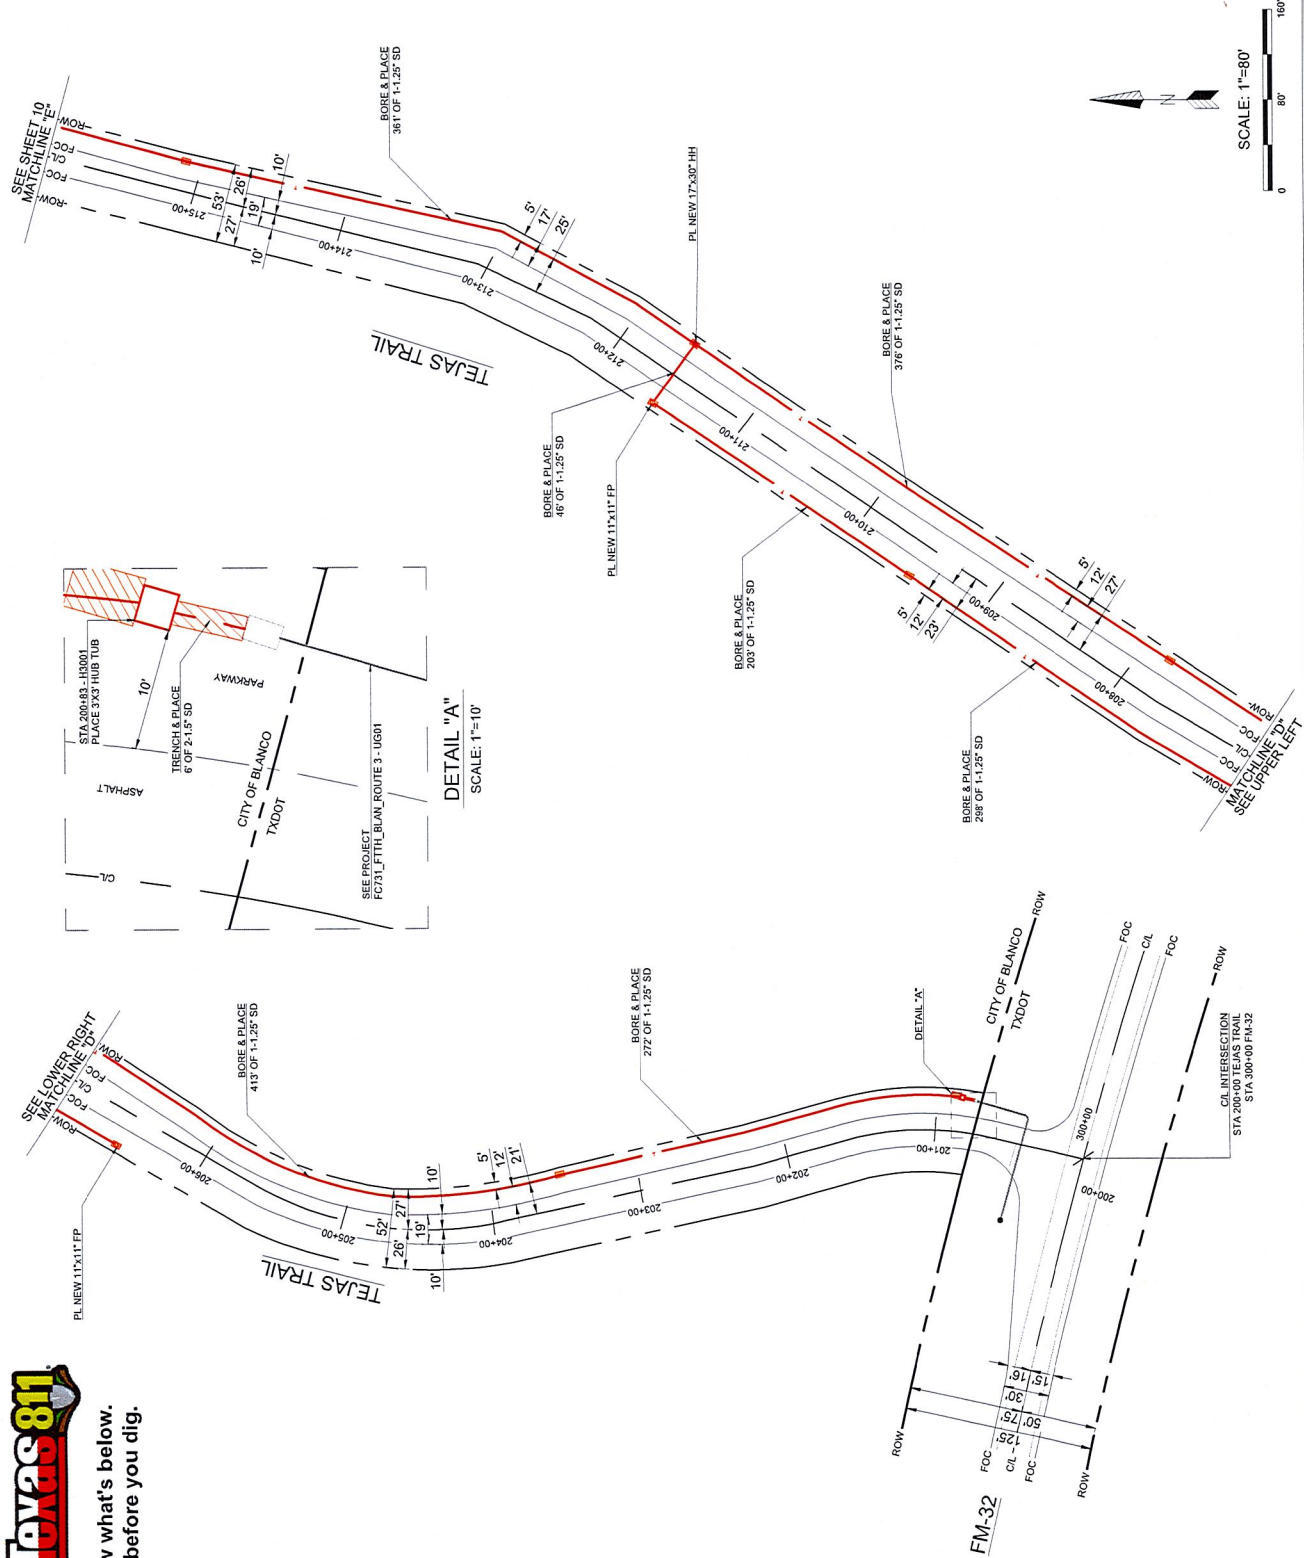 Texas811
w what's below.
before you dig.
SEE SHEET 10
MATCHLINE "E"
ROW
FOC
C/L
FOC
ROW
BORE & PLACE
361' OF 1-1.25" SD
215+00
53'
26'
27'
19'
10'
10'
214+00
213+00
5'
17'
25'
TEJAS TRAIL
212+00
PL NEW 17"x30" HH
BORE & PLACE
46' OF 1-1.25" SD
PL NEW 11"x11" FP
211+00
BORE & PLACE
376' OF 1-1.25" SD
210+00
BORE & PLACE
203' OF 1-1.25" SD
5'
12'
23'
209+00
5'
12'
27'
208+00
BORE & PLACE
298' OF 1-1.25" SD
ROW
FOC
C/L
FOC
ROW
MATCHLINE "D"
SEE UPPER LEFT
N
SCALE: 1"=80'
0
80'
160'
STA 200+83 - H3001
PLACE 3'X3' HUB TUB
10'
TRENCH & PLACE
6' OF 2-1.5" SD
PARKWAY
ASPHALT
C/L
CITY OF BLANCO
TXDOT
SEE PROJECT
FC731_FTTH_BLAN_ROUTE 3 - UG01
DETAIL "A"
SCALE: 1"=10'
SEE LOWER RIGHT
MATCHLINE "D"
ROW
FOC
C/L
FOC
ROW
PL NEW 11"x11" FP
BORE & PLACE
413' OF 1-1.25" SD
206+00
205+00
TEJAS TRAIL
52'
27'
26'
19'
10'
10'
5'
12'
21'
204+00
203+00
BORE & PLACE
272' OF 1-1.25" SD
202+00
201+00
DETAIL "A"
CITY OF BLANCO
TXDOT
ROW
FOC
C/L
FOC
ROW
300+00
200+00
C/L INTERSECTION
STA 200+00 TEJAS TRAIL
STA 300+00 FM-32
ROW
FOC
C/L
FOC
ROW
16'
15'
30'
75'
50'
125'
FM-32